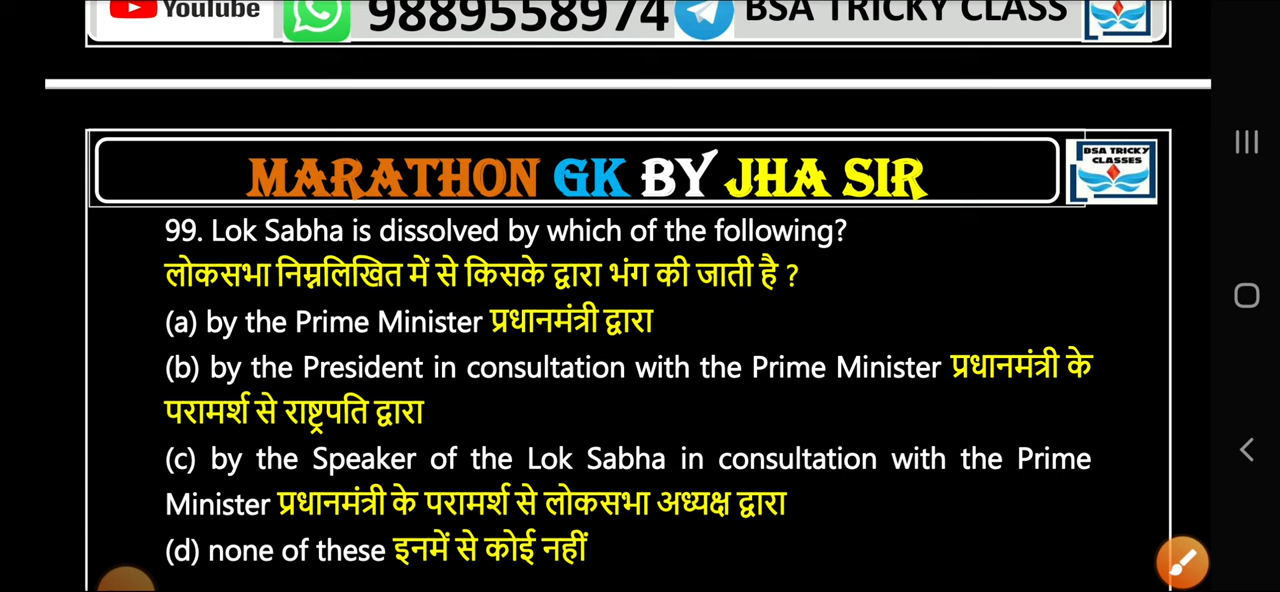 YouTube 9889558974 BSA TRICKY CLASS
MARATHON GK BY JHA SIR
BSA TRICKY
CLASSES
99. Lok Sabha is dissolved by which of the following?
लोकसभा निम्नलिखित में से किसके द्वारा भंग की जाती है ?
(a) by the Prime Minister प्रधानमंत्री द्वारा
(b) by the President in consultation with the Prime Minister प्रधानमंत्री के
परामर्श से राष्ट्रपति द्वारा
(c) by the Speaker of the Lok Sabha in consultation with the Prime
Minister प्रधानमंत्री के परामर्श से लोकसभा अध्यक्ष द्वारा
(d) none of these इनमें से कोई नहीं